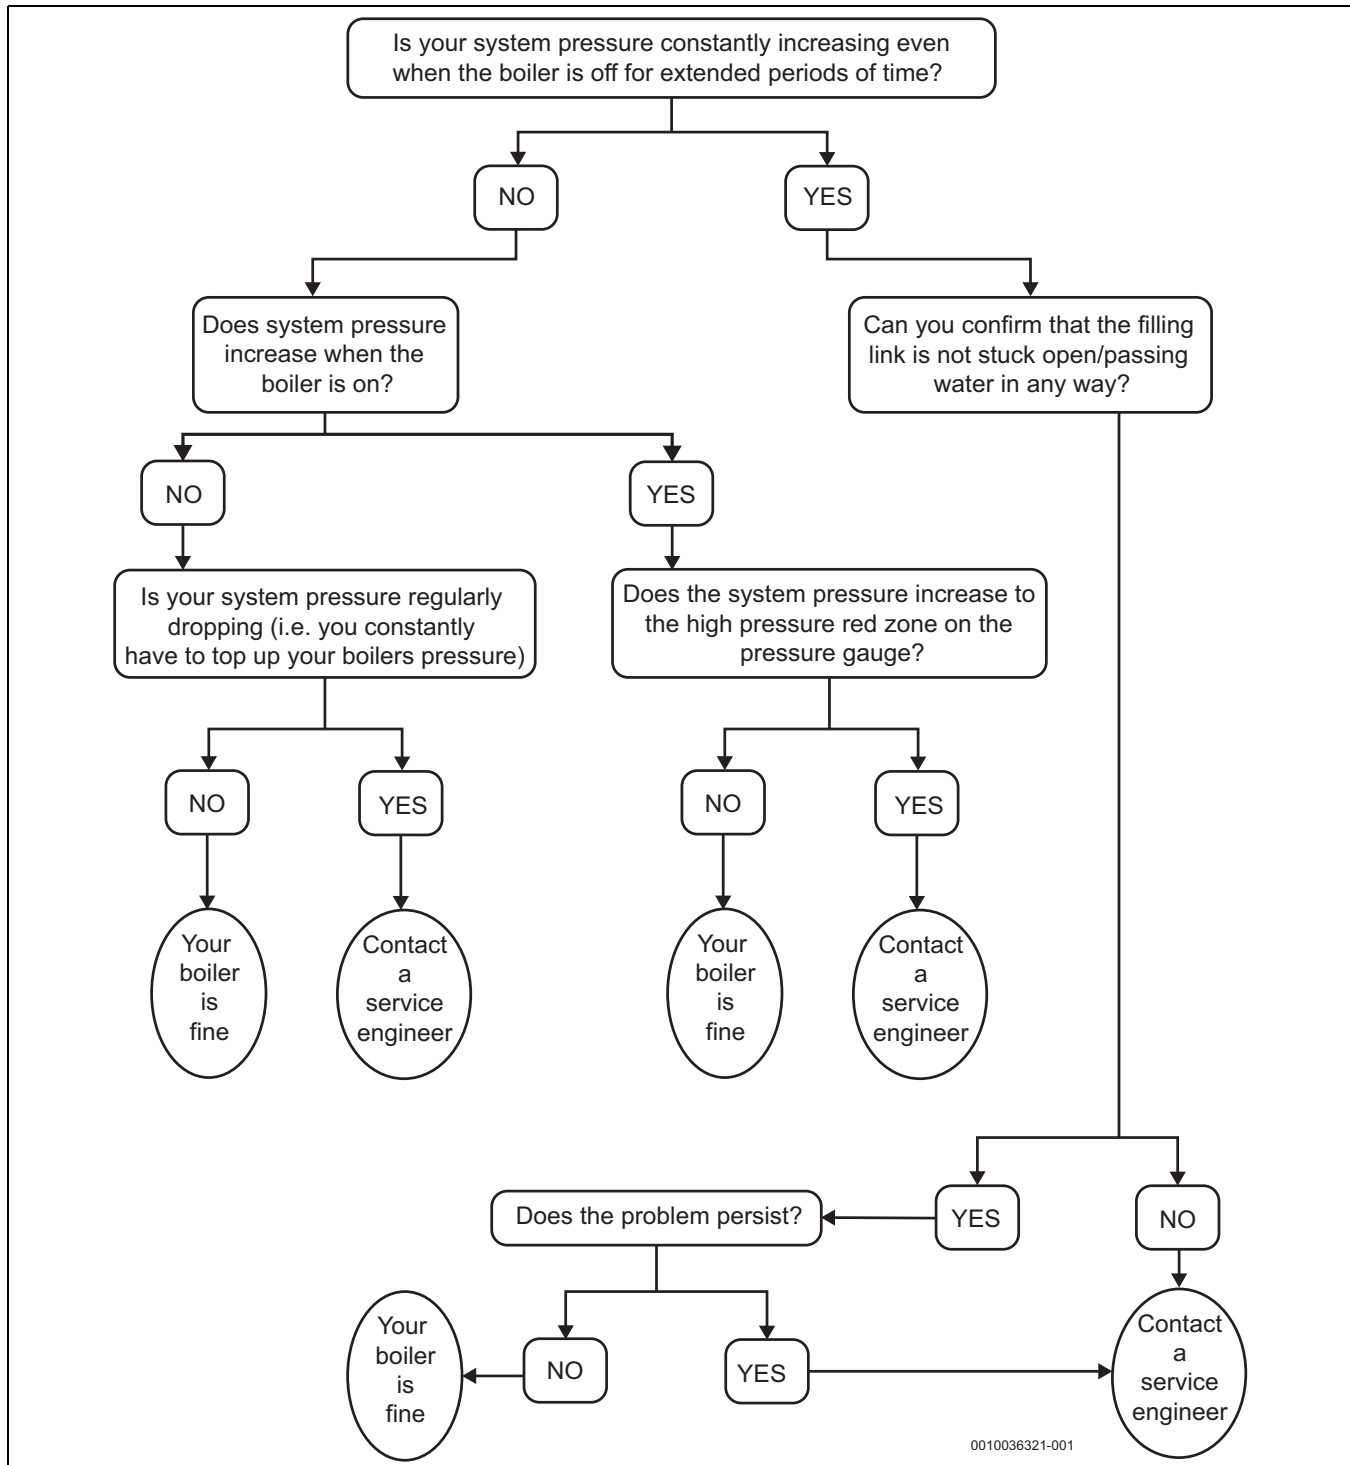 Is your system pressure constantly increasing even
when the boiler is off for extended periods of time?
NO
YES
Does system pressure
increase when the
boiler is on?
Can you confirm that the filling
link is not stuck open/passing
water in any way?
NO
YES
Is your system pressure regularly
dropping (i.e. you constantly
have to top up your boilers pressure)
Does the system pressure increase to
the high pressure red zone on the
pressure gauge?
NO
YES
NO
YES
Your
boiler
is
fine
Contact
a
service
engineer
Your
boiler
is
fine
Contact
a
service
engineer
Does the problem persist?
YES
NO
Your
boiler
is
fine
NO
YES
Contact
a
service
engineer
0010036321-001